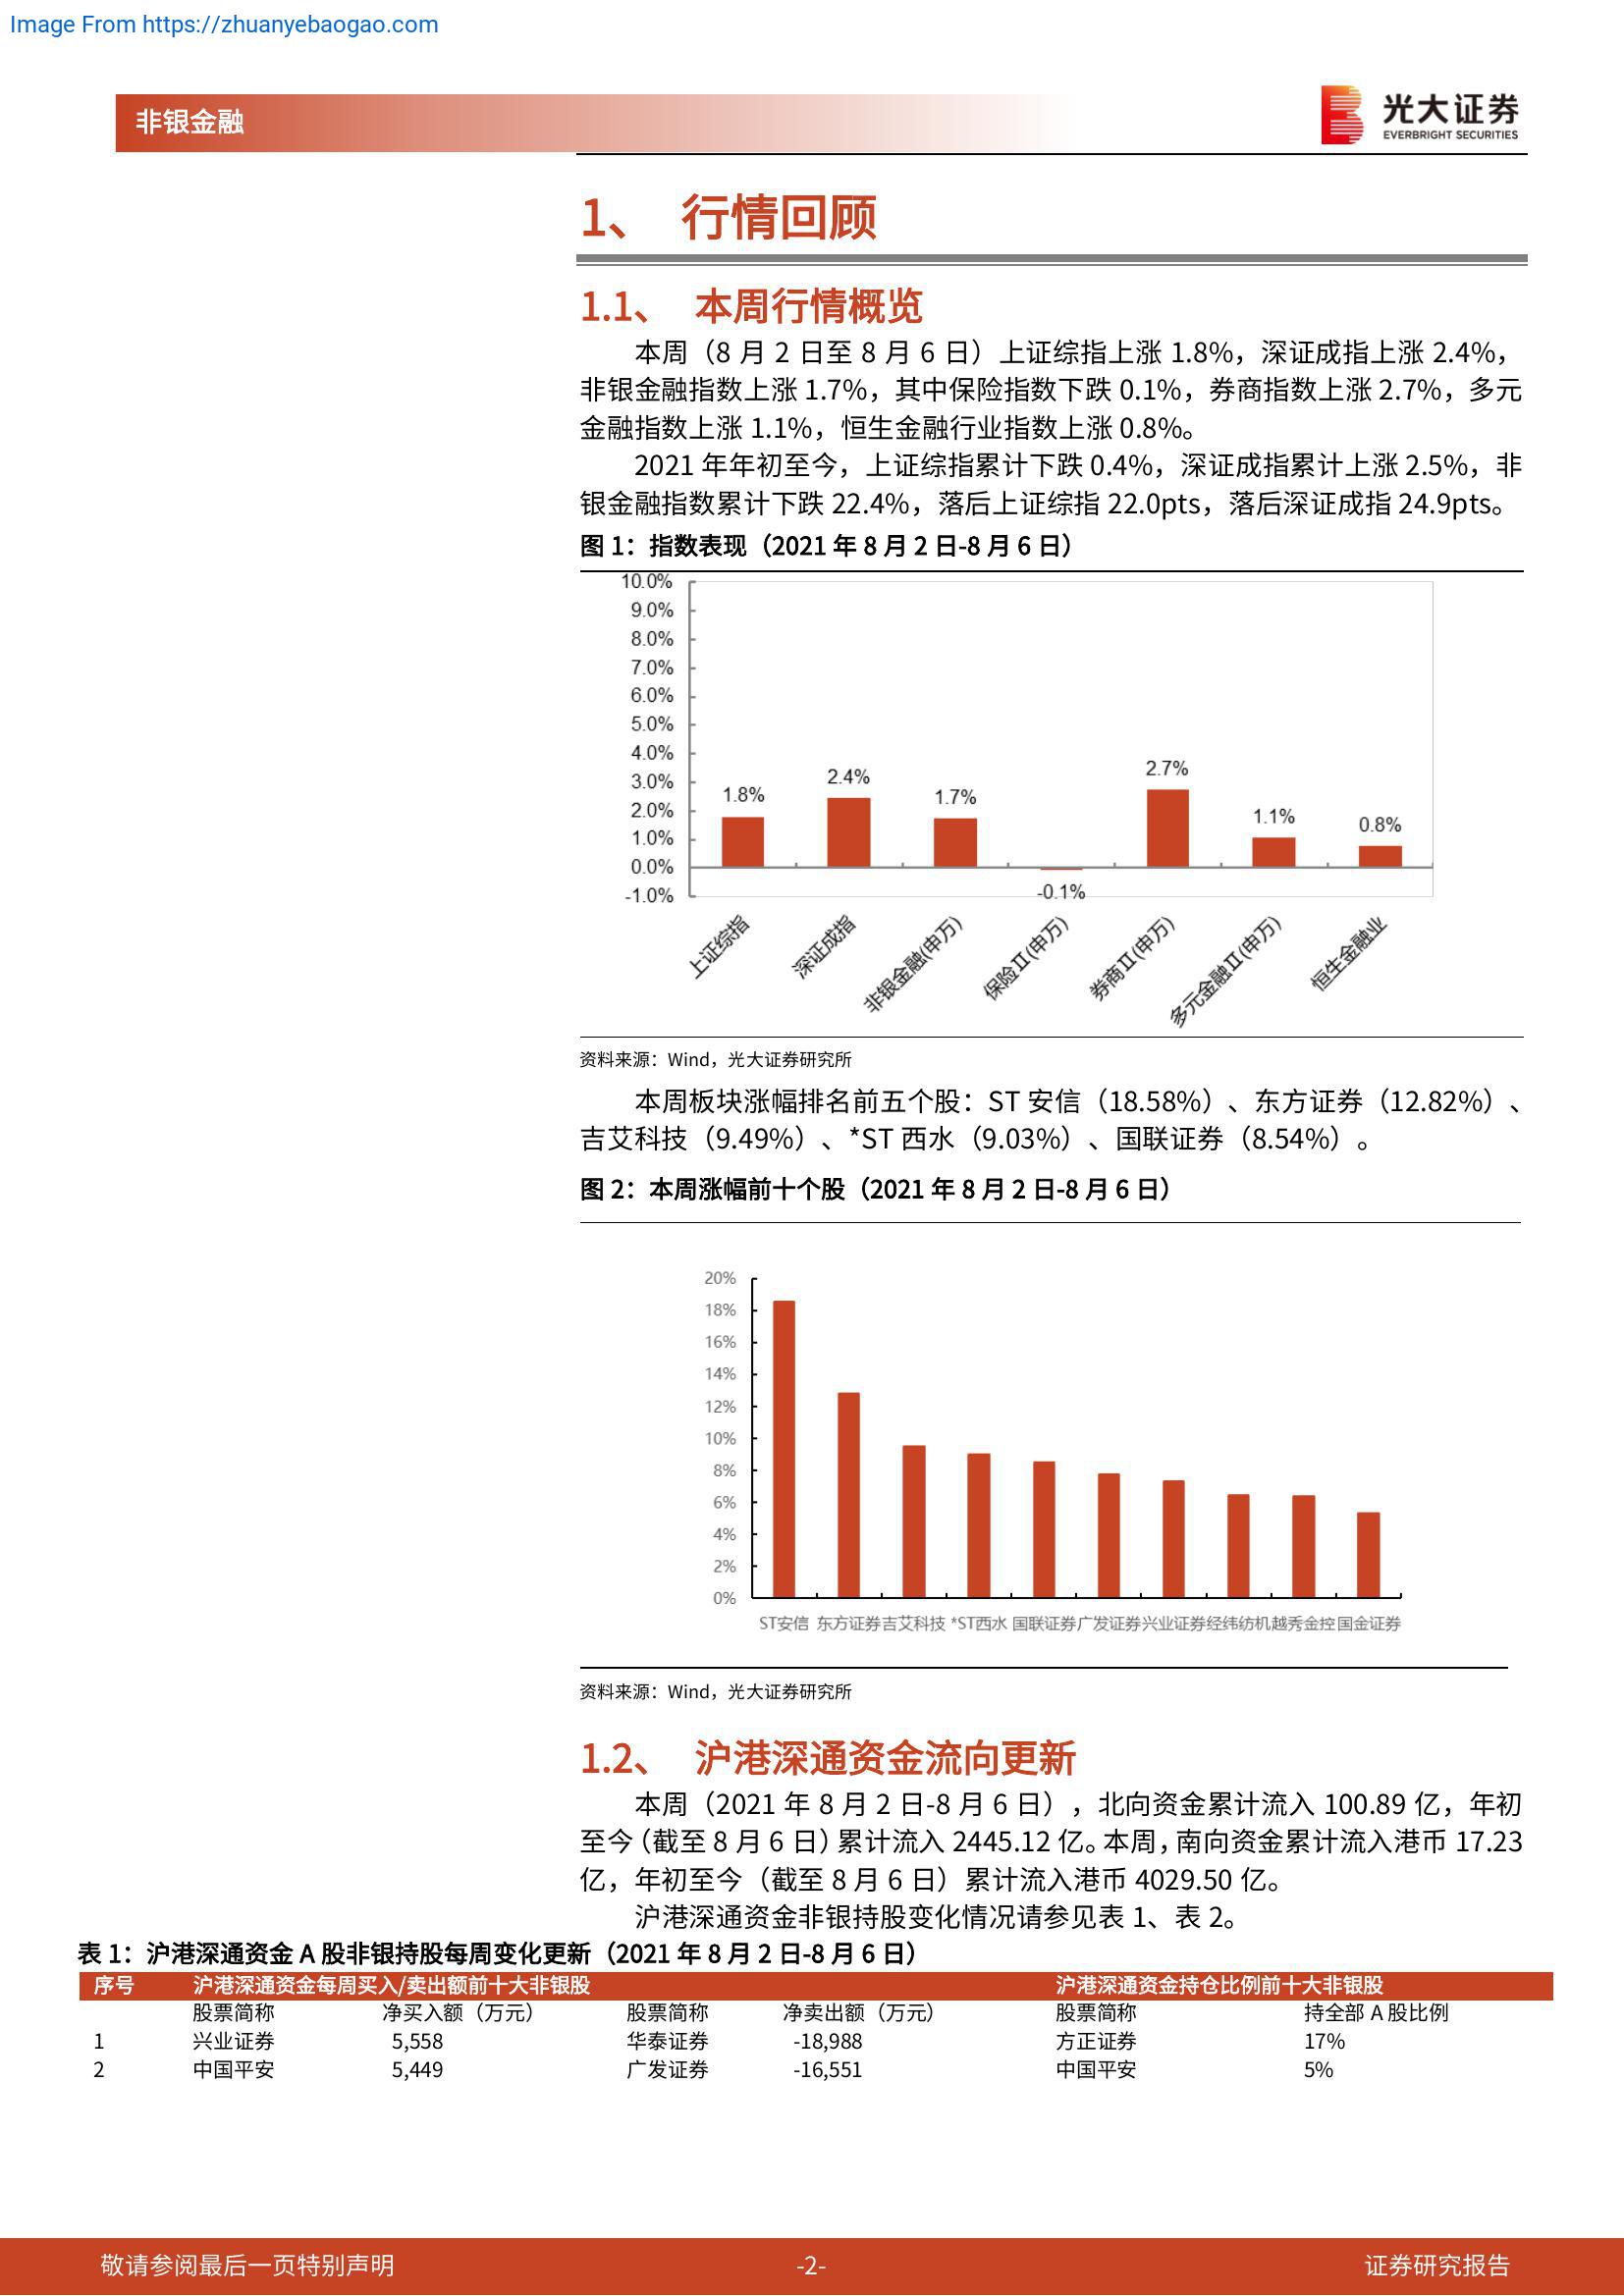 Image From https://zhuanyebaogao.com
非银金融
光大证券
EVERBRIGHT SECURITIES
1、 行情回顾
1.1、 本周行情概览
本周（8 月 2 日至 8 月 6 日）上证综指上涨 1.8%，深证成指上涨 2.4%，
非银金融指数上涨 1.7%，其中保险指数下跌 0.1%，券商指数上涨 2.7%，多元
金融指数上涨 1.1%，恒生金融行业指数上涨 0.8%。
2021 年年初至今，上证综指累计下跌 0.4%，深证成指累计上涨 2.5%，非
银金融指数累计下跌 22.4%，落后上证综指 22.0pts，落后深证成指 24.9pts。
图 1：指数表现（2021 年 8 月 2 日-8 月 6 日）
10.0%
9.0%
8.0%
7.0%
6.0%
5.0%
4.0%
3.0%
2.0%
1.0%
0.0%
-1.0%
1.8%
2.4%
1.7%
-0.1%
2.7%
1.1%
0.8%
上证综指
深证成指
非银金融(申万)
保险Ⅱ(申万)
券商Ⅱ(申万)
多元金融Ⅱ(申万)
恒生金融业
资料来源：Wind，光大证券研究所
本周板块涨幅排名前五个股：ST 安信（18.58%）、东方证券（12.82%）、
吉艾科技（9.49%）、*ST 西水（9.03%）、国联证券（8.54%）。
图 2：本周涨幅前十个股（2021 年 8 月 2 日-8 月 6 日）
20%
18%
16%
14%
12%
10%
8%
6%
4%
2%
0%
ST安信 东方证券 吉艾科技 *ST西水 国联证券 广发证券 兴业证券 经纬纺机 越秀金控 国金证券
资料来源：Wind，光大证券研究所
1.2、 沪港深通资金流向更新
本周（2021 年 8 月 2 日-8 月 6 日），北向资金累计流入 100.89 亿，年初
至今（截至 8 月 6 日）累计流入 2445.12 亿。本周，南向资金累计流入港币 17.23
亿，年初至今（截至 8 月 6 日）累计流入港币 4029.50 亿。
沪港深通资金非银持股变化情况请参见表 1、表 2。
表 1：沪港深通资金 A 股非银持股每周变化更新（2021 年 8 月 2 日-8 月 6 日）
序号 沪港深通资金每周买入/卖出额前十大非银股 沪港深通资金持仓比例前十大非银股
股票简称 净买入额（万元） 股票简称 净卖出额（万元） 股票简称 持全部 A 股比例
1 兴业证券 5,558 华泰证券 -18,988 方正证券 17%
2 中国平安 5,449 广发证券 -16,551 中国平安 5%
敬请参阅最后一页特别声明 -2- 证券研究报告